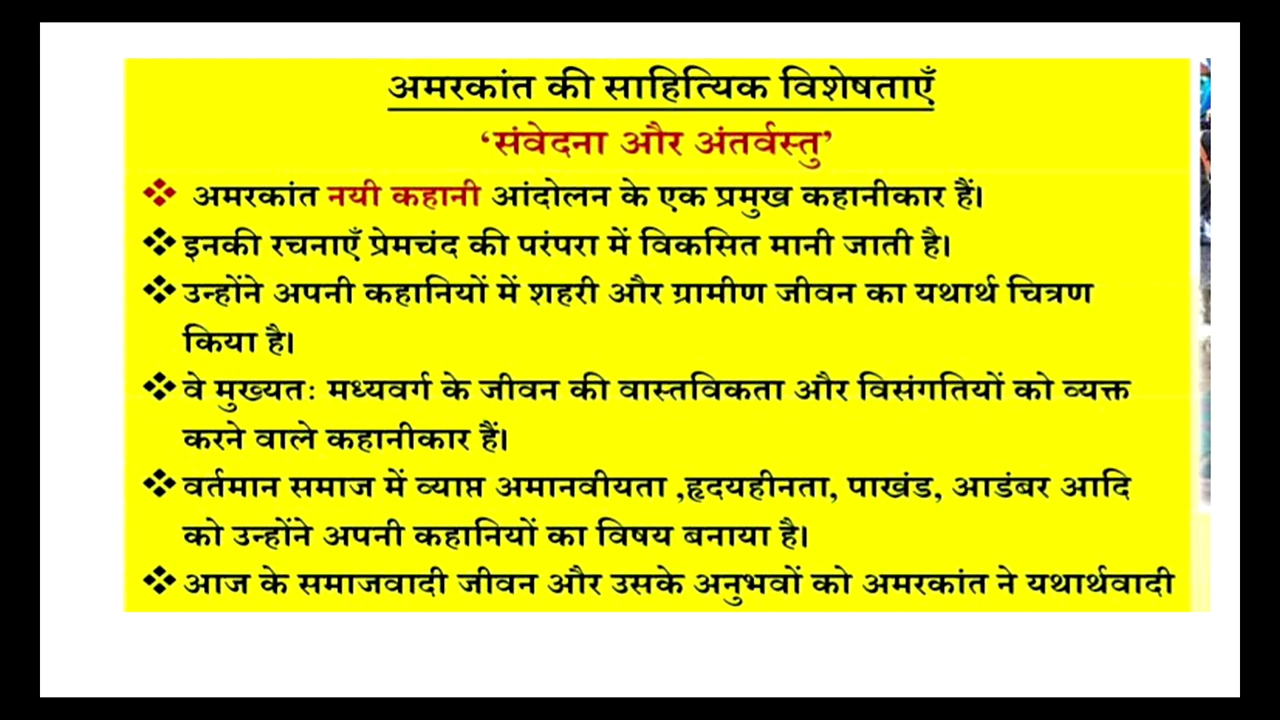 अमरकांत की साहित्यिक विशेषताएँ
‘संवेदना और अंतर्वस्तु’
❖ अमरकांत नयी कहानी आंदोलन के एक प्रमुख कहानीकार हैं।
❖ इनकी रचनाएँ प्रेमचंद की परंपरा में विकसित मानी जाती है।
❖ उन्होंने अपनी कहानियों में शहरी और ग्रामीण जीवन का यथार्थ चित्रण
किया है।
❖ वे मुख्यतः मध्यवर्ग के जीवन की वास्तविकता और विसंगतियों को व्यक्त
करने वाले कहानीकार हैं।
❖ वर्तमान समाज में व्याप्त अमानवीयता ,हृदयहीनता, पाखंड, आडंबर आदि
को उन्होंने अपनी कहानियों का विषय बनाया है।
❖ आज के समाजवादी जीवन और उसके अनुभवों को अमरकांत ने यथार्थवादी